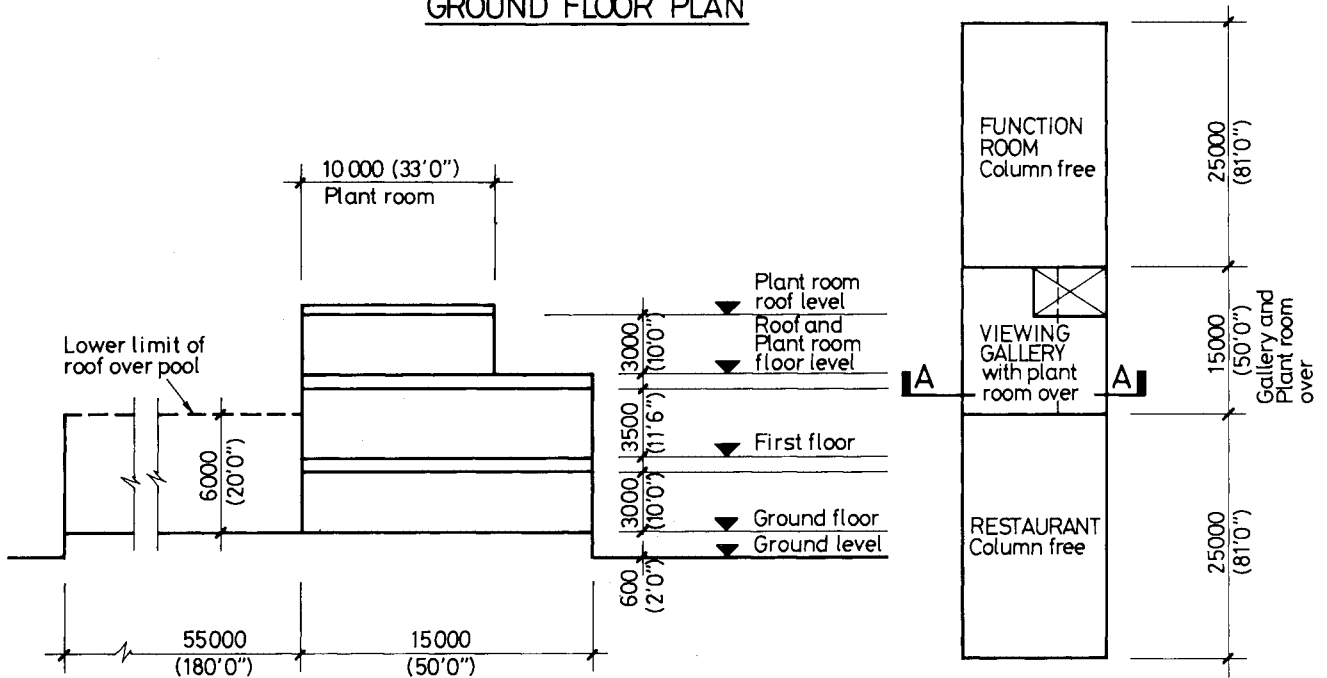 GROUND FLOOR PLAN
10 000 (33'0")
Plant room
Lower limit of
roof over pool
6000
(20'0")
3000
(10'0")
3500
(11'6")
3000
(10'0")
600
(2'0")
Plant room
roof level
Roof and
Plant room
floor level
First floor
Ground floor
Ground level
55000
(180'0")
15000
(50'0")
FUNCTION
ROOM
Column free
VIEWING
GALLERY
with plant
room over
A
A
RESTAURANT
Column free
25000
(81'0")
15000
(50'0")
Gallery and
Plant room
over
25000
(81'0")